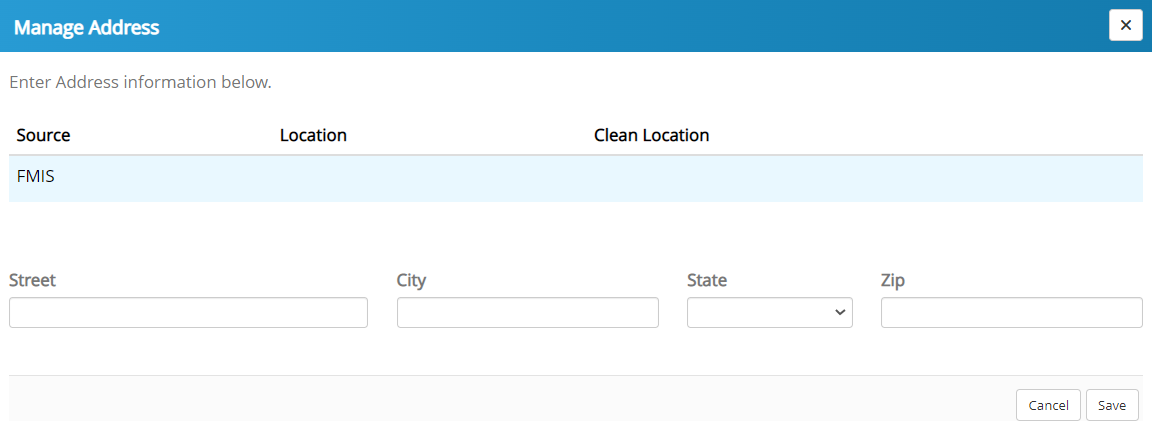 Manage Address
×
Enter Address information below.
Source Location Clean Location
FMIS
Street City State Zip
Cancel Save